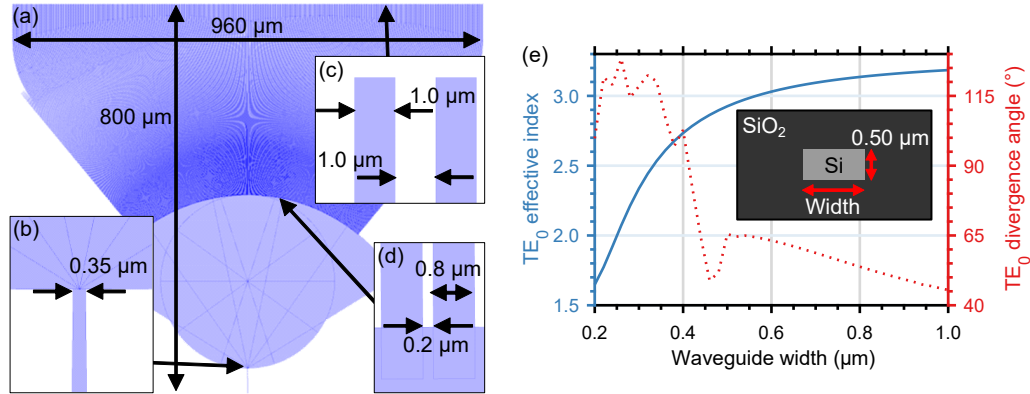 (a)
960 µm
800 µm
(c)
1.0 µm
1.0 µm
(b)
0.35 µm
(d)
0.8 µm
0.2 µm
(e)
TE₀ effective index
3.0
2.5
2.0
1.5
SiO₂
0.50 µm
Si
Width
115
90
65
40
TE₀ divergence angle (°)
0.2 0.4 0.6 0.8 1.0
Waveguide width (µm)